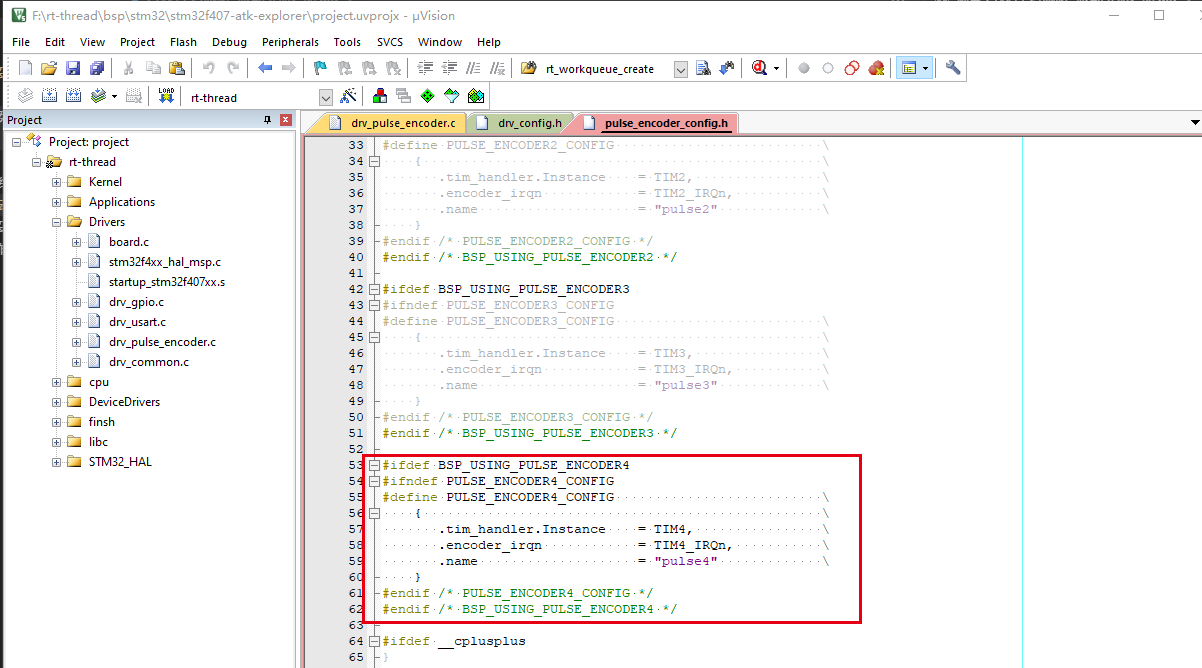 F:\rt-thread\bsp\stm32\stm32f407-atk-explorer\project.uvprojx - µVision
File Edit View Project Flash Debug Peripherals Tools SVCS Window Help
rt_workqueue_create
LOAD
rt-thread
Project
Project: project
rt-thread
Kernel
Applications
Drivers
board.c
stm32f4xx_hal_msp.c
startup_stm32f407xx.s
drv_gpio.c
drv_usart.c
drv_pulse_encoder.c
drv_common.c
cpu
DeviceDrivers
finsh
libc
STM32_HAL
drv_pulse_encoder.c drv_config.h pulse_encoder_config.h
33 #define PULSE_ENCODER2_CONFIG \
34 { \
35 .tim_handler.Instance = TIM2, \
36 .encoder_irqn = TIM2_IRQn, \
37 .name = "pulse2" \
38 }
39 #endif /* PULSE_ENCODER2_CONFIG */
40 #endif /* BSP_USING_PULSE_ENCODER2 */
41
42 #ifdef BSP_USING_PULSE_ENCODER3
43 #ifndef PULSE_ENCODER3_CONFIG
44 #define PULSE_ENCODER3_CONFIG \
45 { \
46 .tim_handler.Instance = TIM3, \
47 .encoder_irqn = TIM3_IRQn, \
48 .name = "pulse3" \
49 }
50 #endif /* PULSE_ENCODER3_CONFIG */
51 #endif /* BSP_USING_PULSE_ENCODER3 */
52
53 #ifdef BSP_USING_PULSE_ENCODER4
54 #ifndef PULSE_ENCODER4_CONFIG
55 #define PULSE_ENCODER4_CONFIG \
56 { \
57 .tim_handler.Instance = TIM4, \
58 .encoder_irqn = TIM4_IRQn, \
59 .name = "pulse4" \
60 }
61 #endif /* PULSE_ENCODER4_CONFIG */
62 #endif /* BSP_USING_PULSE_ENCODER4 */
63
64 #ifdef __cplusplus
65 }